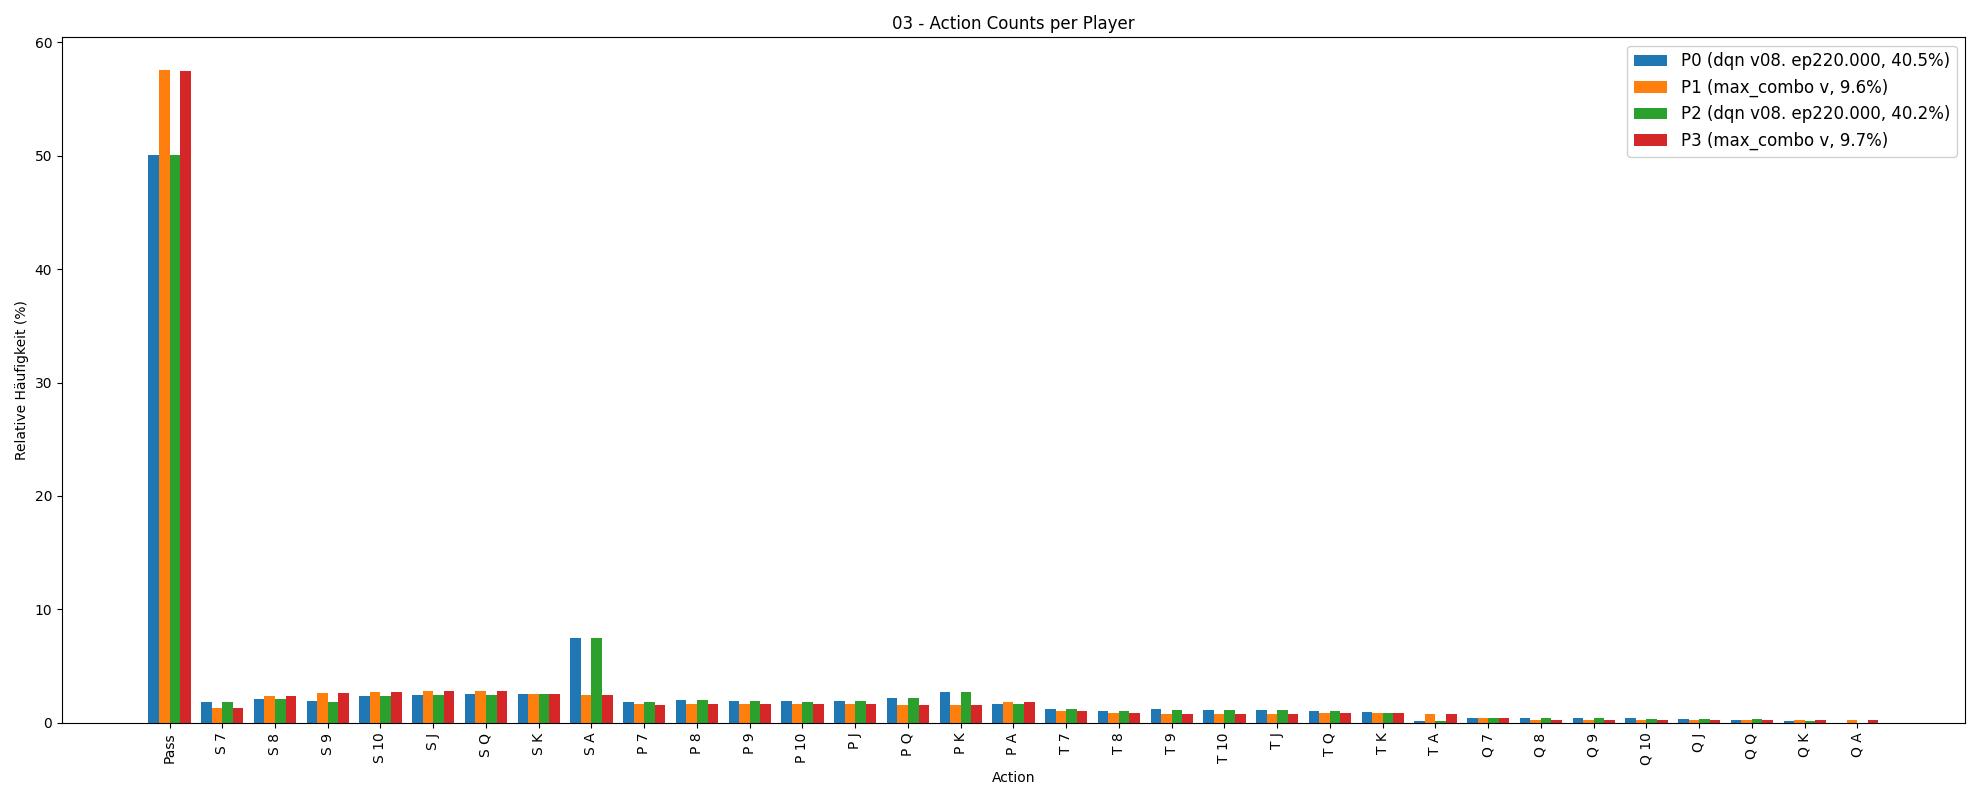 03 - Action Counts per Player
60
50
40
30
20
10
0
Relative Häufigkeit (%)
P0 (dqn v08. ep220.000, 40.5%)
P1 (max_combo v, 9.6%)
P2 (dqn v08. ep220.000, 40.2%)
P3 (max_combo v, 9.7%)
Pass
S 7
S 8
S 9
S 10
S J
S Q
S K
S A
P 7
P 8
P 9
P 10
P J
P Q
P K
P A
T 7
T 8
T 9
T 10
T J
T Q
T K
T A
Q 7
Q 8
Q 9
Q 10
Q J
Q Q
Q K
Q A
Action